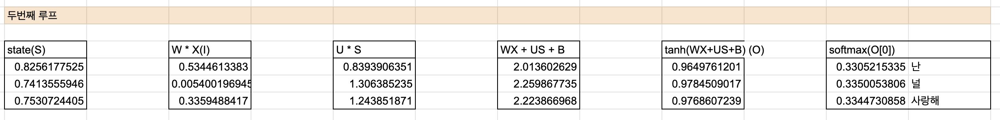 두번째 루프
state(S) W * X(I) U * S WX + US + B tanh(WX+US+B) (O) softmax(O[0])
0.8256177525 0.5344613383 0.8393906351 2.013602629 0.9649761201 0.3305215335 난
0.7413555946 0.005400196945 1.306385235 2.259867735 0.9784509017 0.3350053806 널
0.7530724405 0.3359488417 1.243851871 2.223866968 0.9768607239 0.3344730858 사랑해